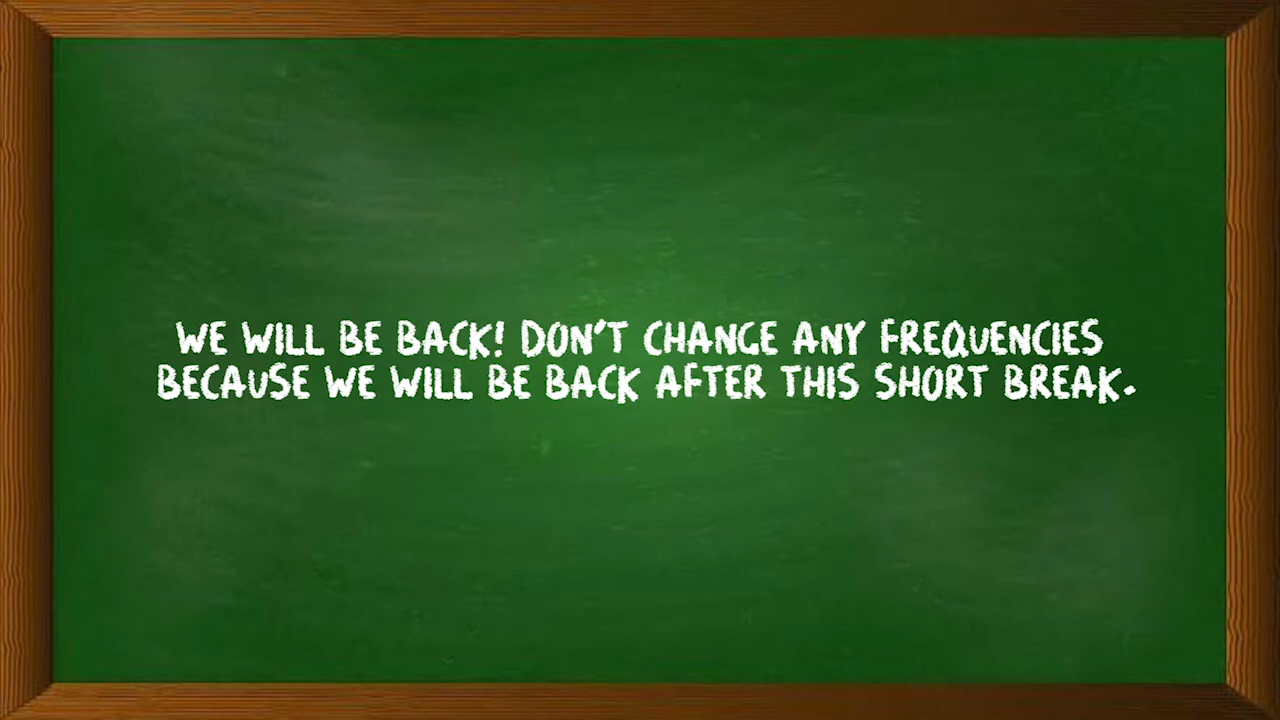 WE WILL BE BACK! DON'T CHANGE ANY FREQUENCIES
BECAUSE WE WILL BE BACK AFTER THIS SHORT BREAK.